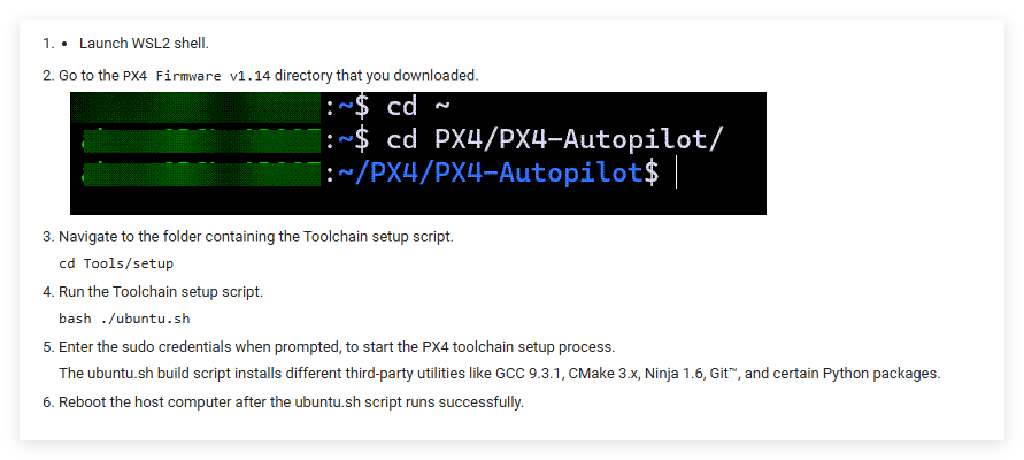 1. • Launch WSL2 shell.
2. Go to the PX4 Firmware v1.14 directory that you downloaded.
:~$ cd ~
:~$ cd PX4/PX4-Autopilot/
:~/PX4/PX4-Autopilot$
3. Navigate to the folder containing the Toolchain setup script.
cd Tools/setup
4. Run the Toolchain setup script.
bash ./ubuntu.sh
5. Enter the sudo credentials when prompted, to start the PX4 toolchain setup process.
The ubuntu.sh build script installs different third-party utilities like GCC 9.3.1, CMake 3.x, Ninja 1.6, Git™, and certain Python packages.
6. Reboot the host computer after the ubuntu.sh script runs successfully.